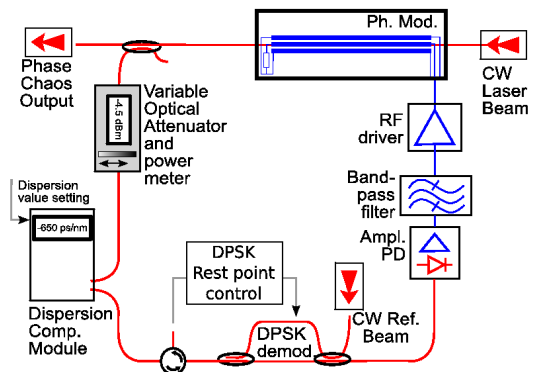 Ph. Mod.
Phase
Chaos
Output
CW
Laser
Beam
-4.5 dBm
Variable
Optical
Attenuator
and
power
meter
RF
driver
Band-
pass
filter
Dispersion
value setting
-650 ps/nm
Ampl.
PD
DPSK
Rest point
control
DPSK
demod
CW Ref.
Beam
Dispersion
Comp.
Module